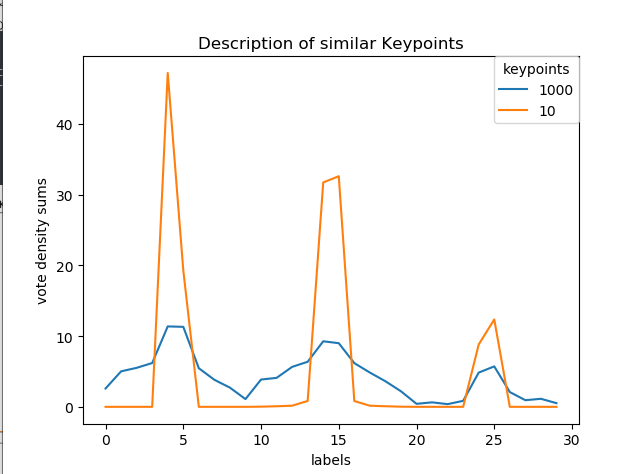 Description of similar Keypoints
keypoints
1000
10
vote density sums
40
30
20
10
0
0 5 10 15 20 25 30
labels